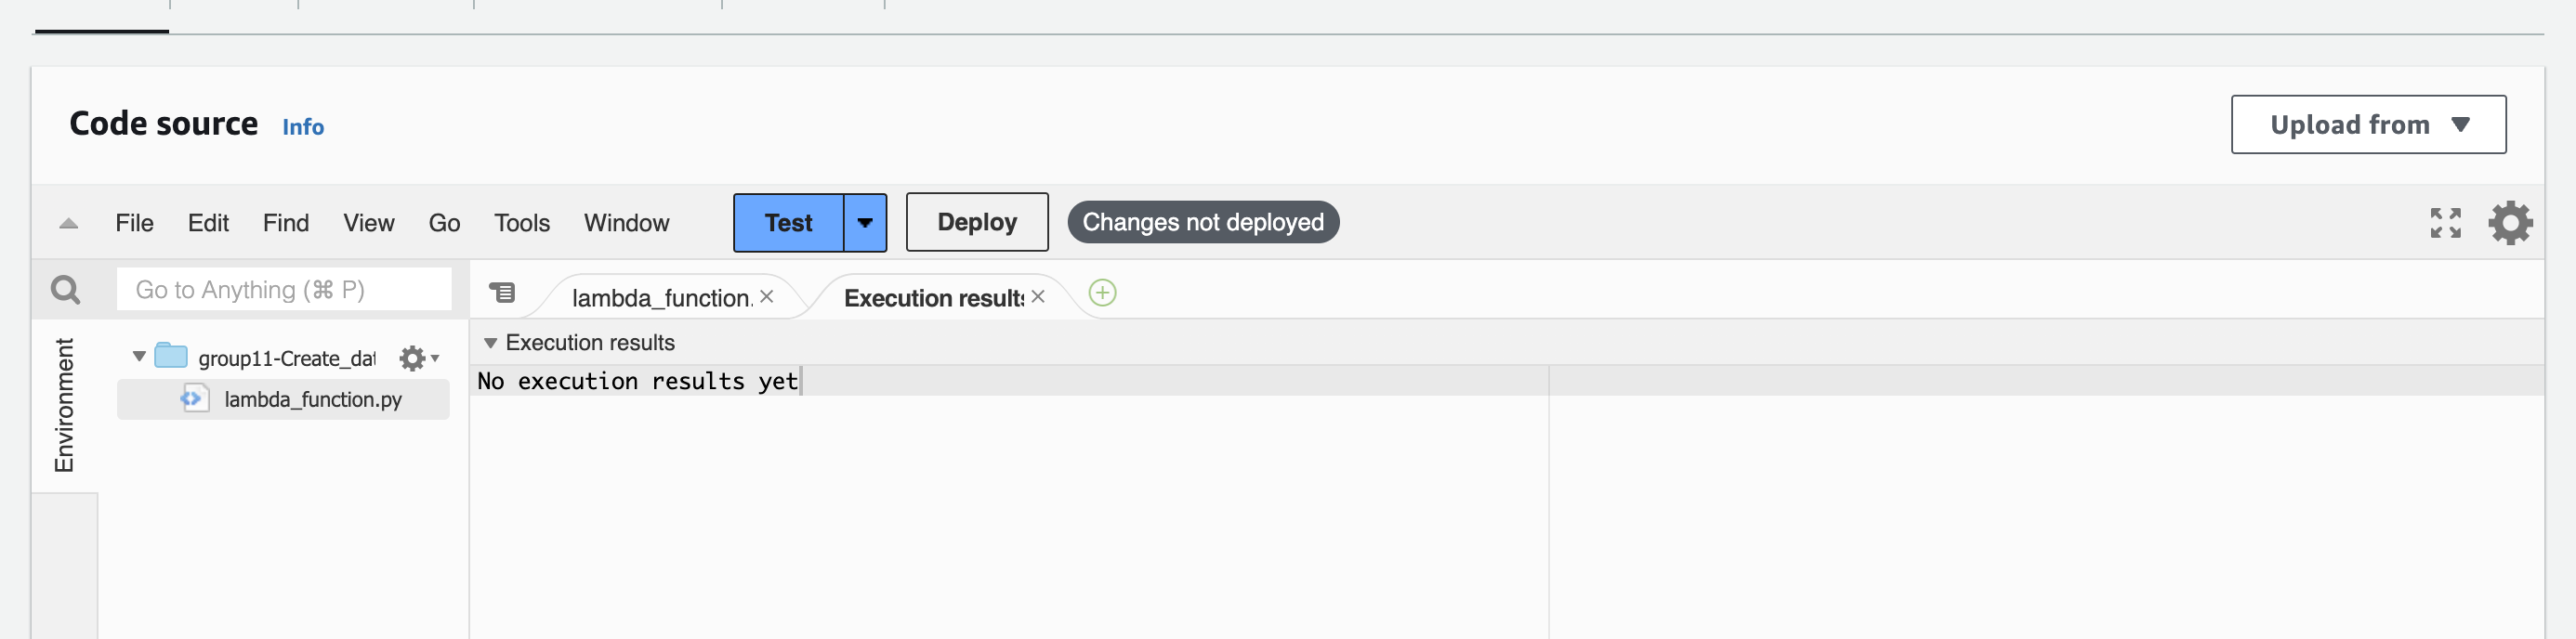 Code source Info
Upload from
File Edit Find View Go Tools Window Test Deploy Changes not deployed
Go to Anything (⌘ P)
lambda_function. × Execution results ×
Environment
group11-Create_dat
lambda_function.py
Execution results
No execution results yet